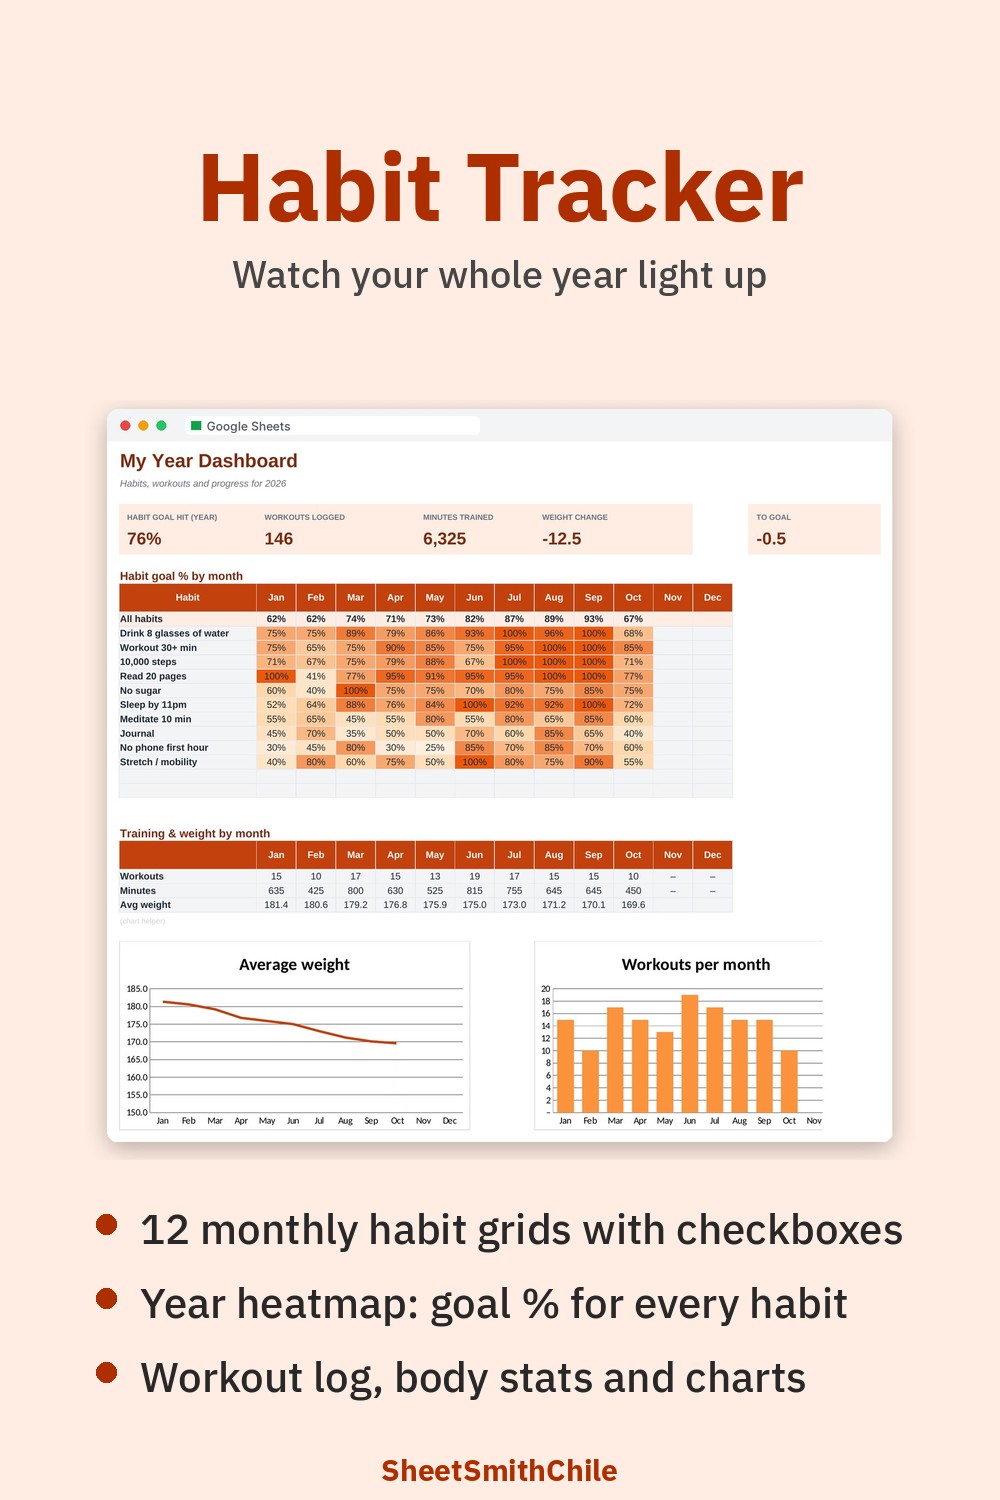 Habit Tracker
Watch your whole year light up
Google Sheets
My Year Dashboard
Habits, workouts and progress for 2026
HABIT GOAL HIT (YEAR) WORKOUTS LOGGED MINUTES TRAINED WEIGHT CHANGE TO GOAL
76% 146 6,325 -12.5 -0.5
Habit goal % by month
Habit Jan Feb Mar Apr May Jun Jul Aug Sep Oct Nov Dec
All habits 62% 62% 74% 71% 73% 82% 87% 89% 93% 67%
Drink 8 glasses of water 75% 75% 89% 79% 86% 93% 100% 96% 100% 68%
Workout 30+ min 75% 65% 75% 90% 85% 75% 95% 100% 100% 85%
10,000 steps 71% 67% 75% 79% 88% 67% 100% 100% 100% 71%
Read 20 pages 100% 41% 77% 95% 91% 95% 95% 100% 100% 77%
No sugar 60% 40% 100% 75% 75% 70% 80% 75% 85% 75%
Sleep by 11pm 52% 64% 88% 76% 84% 100% 92% 92% 100% 72%
Meditate 10 min 55% 65% 45% 55% 80% 55% 80% 65% 85% 60%
Journal 45% 70% 35% 50% 50% 70% 60% 85% 65% 40%
No phone first hour 30% 45% 80% 30% 25% 85% 70% 85% 70% 60%
Stretch / mobility 40% 80% 60% 75% 50% 100% 80% 75% 90% 55%
Training & weight by month
Jan Feb Mar Apr May Jun Jul Aug Sep Oct Nov Dec
Workouts 15 10 17 15 13 19 17 15 15 10 – –
Minutes 635 425 800 630 525 815 755 645 645 450 – –
Avg weight 181.4 180.6 179.2 176.8 175.9 175.0 173.0 171.2 170.1 169.6
(chart helper)
Average weight
185.0
180.0
175.0
170.0
165.0
160.0
155.0
150.0
Jan Feb Mar Apr May Jun Jul Aug Sep Oct Nov Dec
Workouts per month
20
18
16
14
12
10
8
6
4
2
–
Jan Feb Mar Apr May Jun Jul Aug Sep Oct Nov
12 monthly habit grids with checkboxes
Year heatmap: goal % for every habit
Workout log, body stats and charts
SheetSmithChile